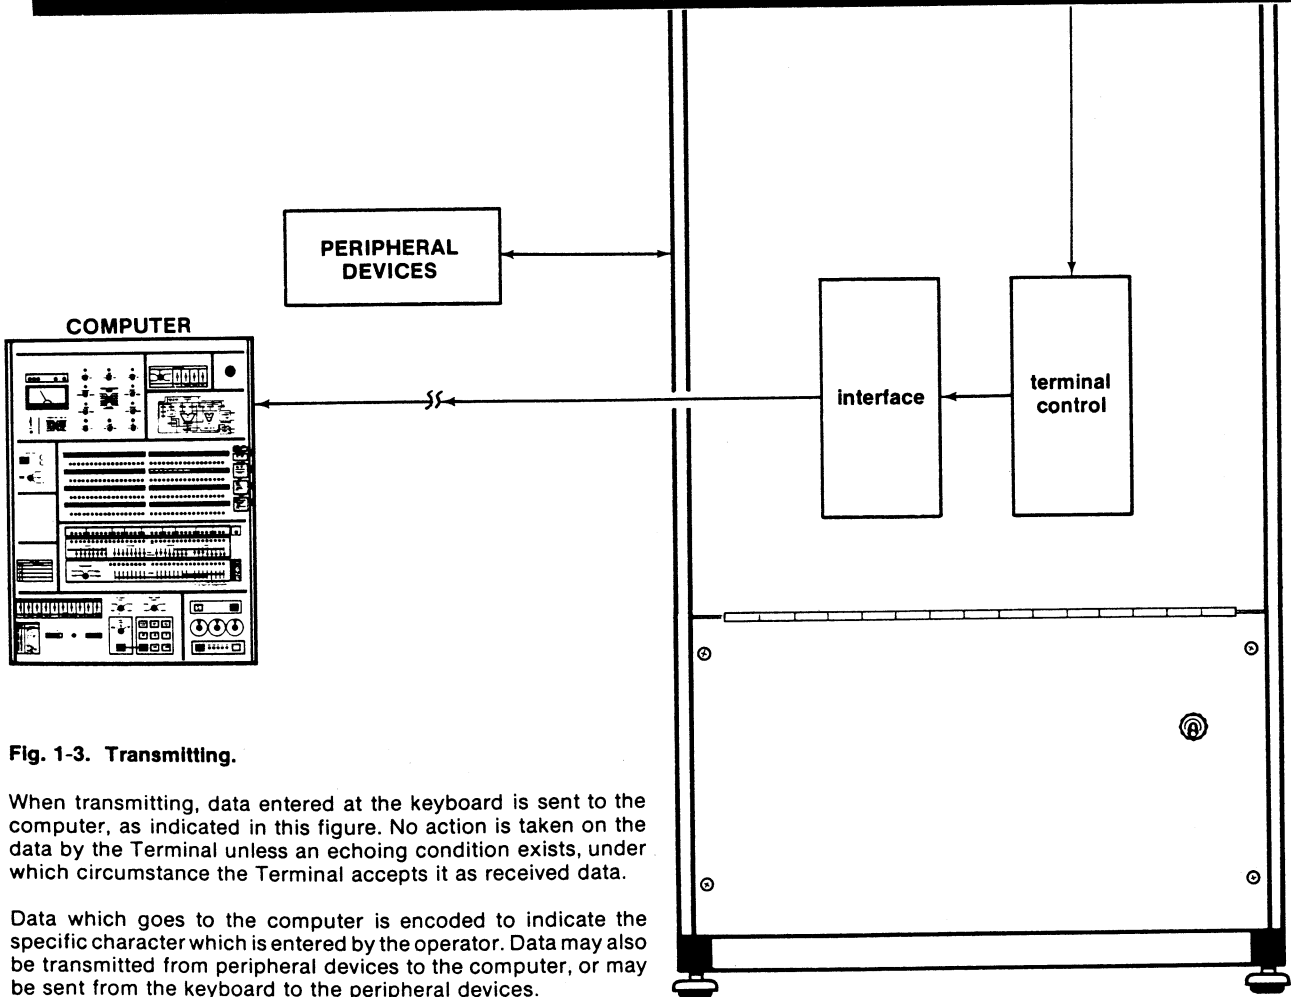 PERIPHERAL
DEVICES
COMPUTER
interface
terminal
control
Fig. 1-3. Transmitting.
When transmitting, data entered at the keyboard is sent to the
computer, as indicated in this figure. No action is taken on the
data by the Terminal unless an echoing condition exists, under
which circumstance the Terminal accepts it as received data.
Data which goes to the computer is encoded to indicate the
specific character which is entered by the operator. Data may also
be transmitted from peripheral devices to the computer, or may
be sent from the keyboard to the peripheral devices.